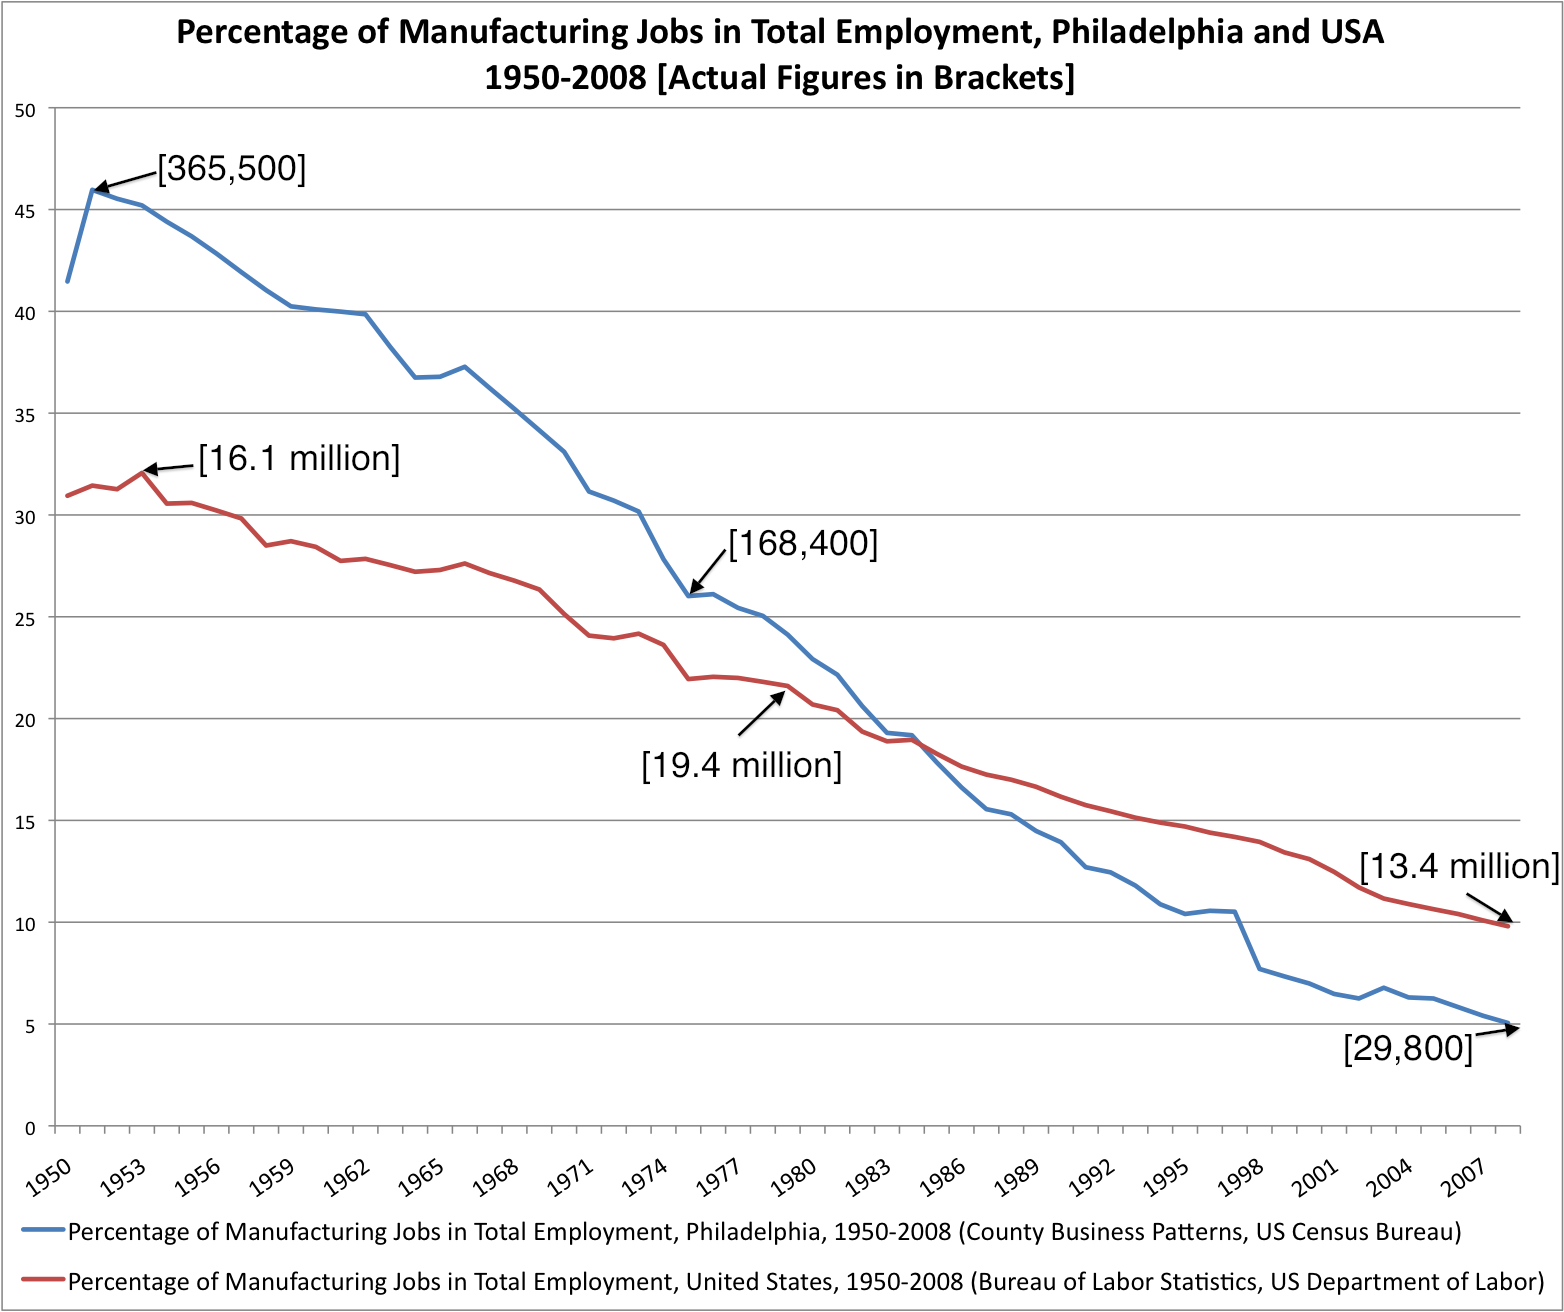 Percentage of Manufacturing Jobs in Total Employment, Philadelphia and USA
1950-2008 [Actual Figures in Brackets]
50
[365,500]
45
40
35
[16.1 million]
30
[168,400]
25
20
[19.4 million]
15
[13.4 million]
10
5
[29,800]
0
1950 1953 1956 1959 1962 1965 1968 1971 1974 1977 1980 1983 1986 1989 1992 1995 1998 2001 2004 2007
Percentage of Manufacturing Jobs in Total Employment, Philadelphia, 1950-2008 (County Business Patterns, US Census Bureau)
Percentage of Manufacturing Jobs in Total Employment, United States, 1950-2008 (Bureau of Labor Statistics, US Department of Labor)